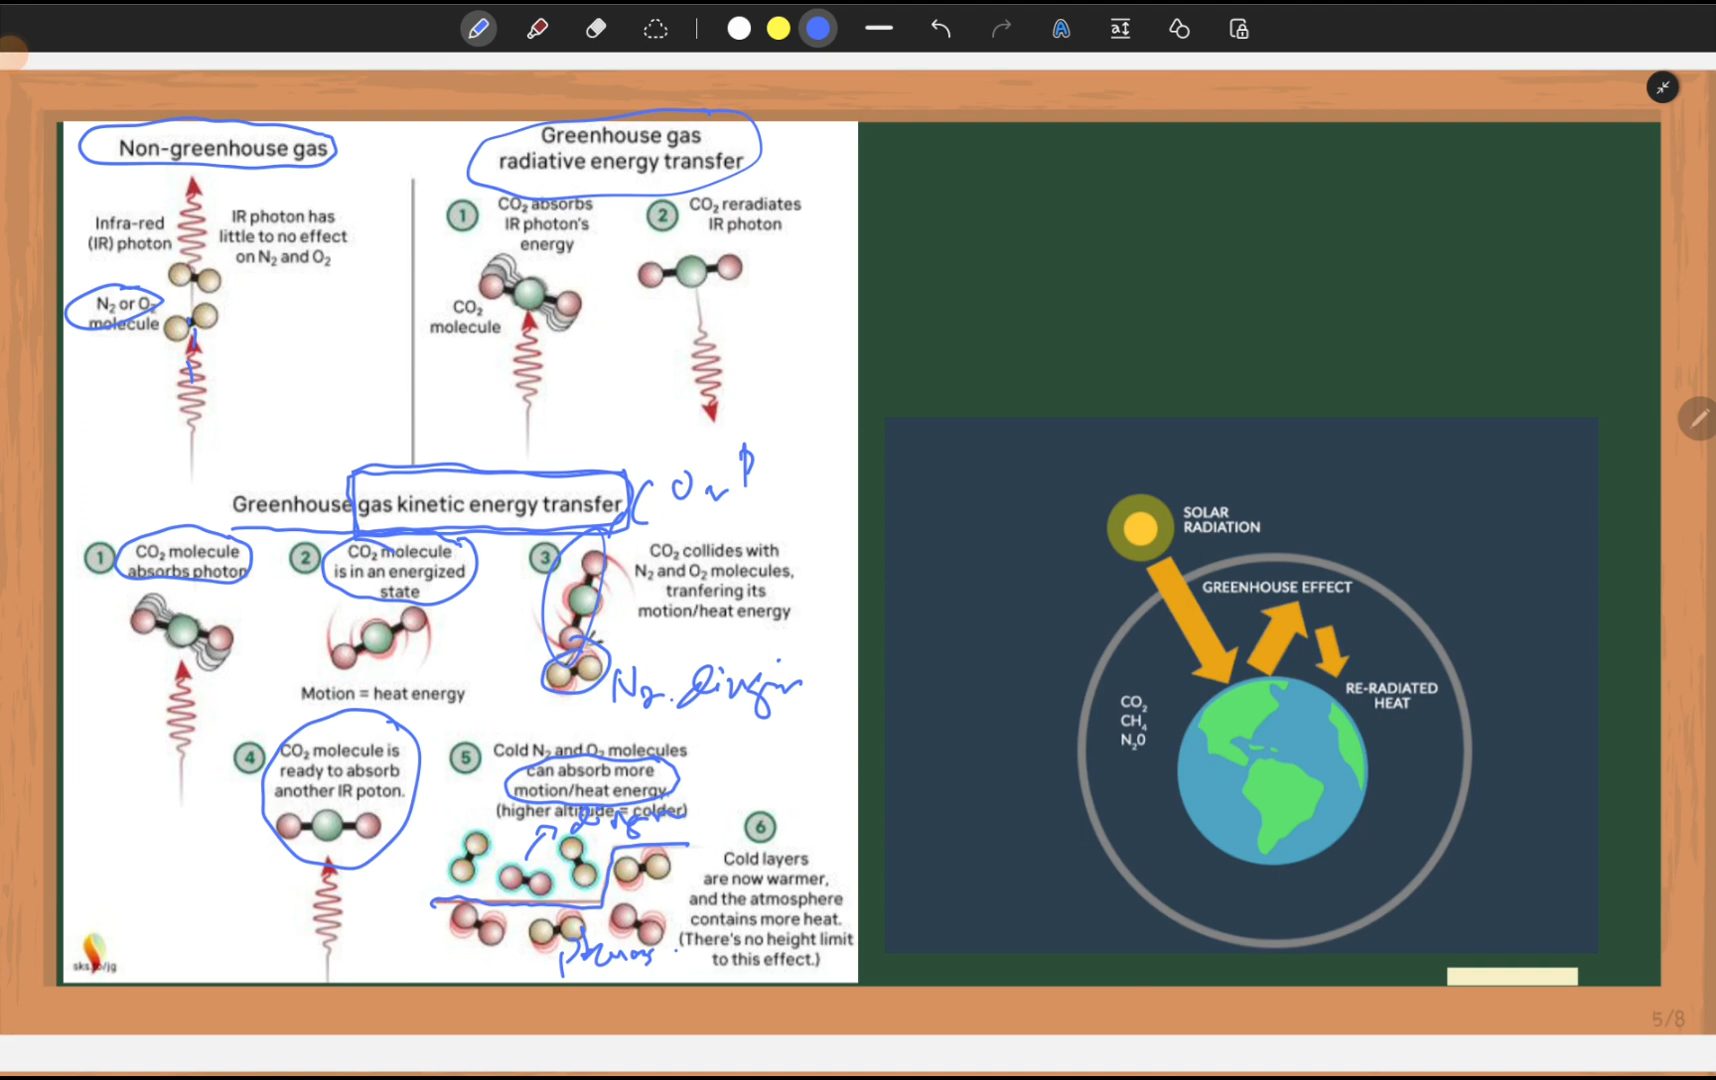 Non-greenhouse gas
Infra-red
(IR) photon
IR photon has
little to no effect
on N₂ and O₂
N₂ or O₂
molecule
Greenhouse gas
radiative energy transfer
1
CO₂ absorbs
IR photon's
energy
CO₂
molecule
2
CO₂ reradiates
IR photon
Greenhouse gas kinetic energy transfer
CO₂
1
CO₂ molecule
absorbs photon
2
CO₂ molecule
is in an energized
state
Motion = heat energy
3
CO₂ collides with
N₂ and O₂ molecules,
tranfering its
motion/heat energy
N₂. dingin
4
CO₂ molecule is
ready to absorb
another IR poton.
5
Cold N₂ and O₂ molecules
can absorb more
motion/heat energy
(higher altitude = colder)
dingin
6
Cold layers
are now warmer,
and the atmosphere
contains more heat.
(There's no height limit
to this effect.)
SOLAR
RADIATION
GREENHOUSE EFFECT
RE-RADIATED
HEAT
CO₂
CH₄
N₂O
5/8